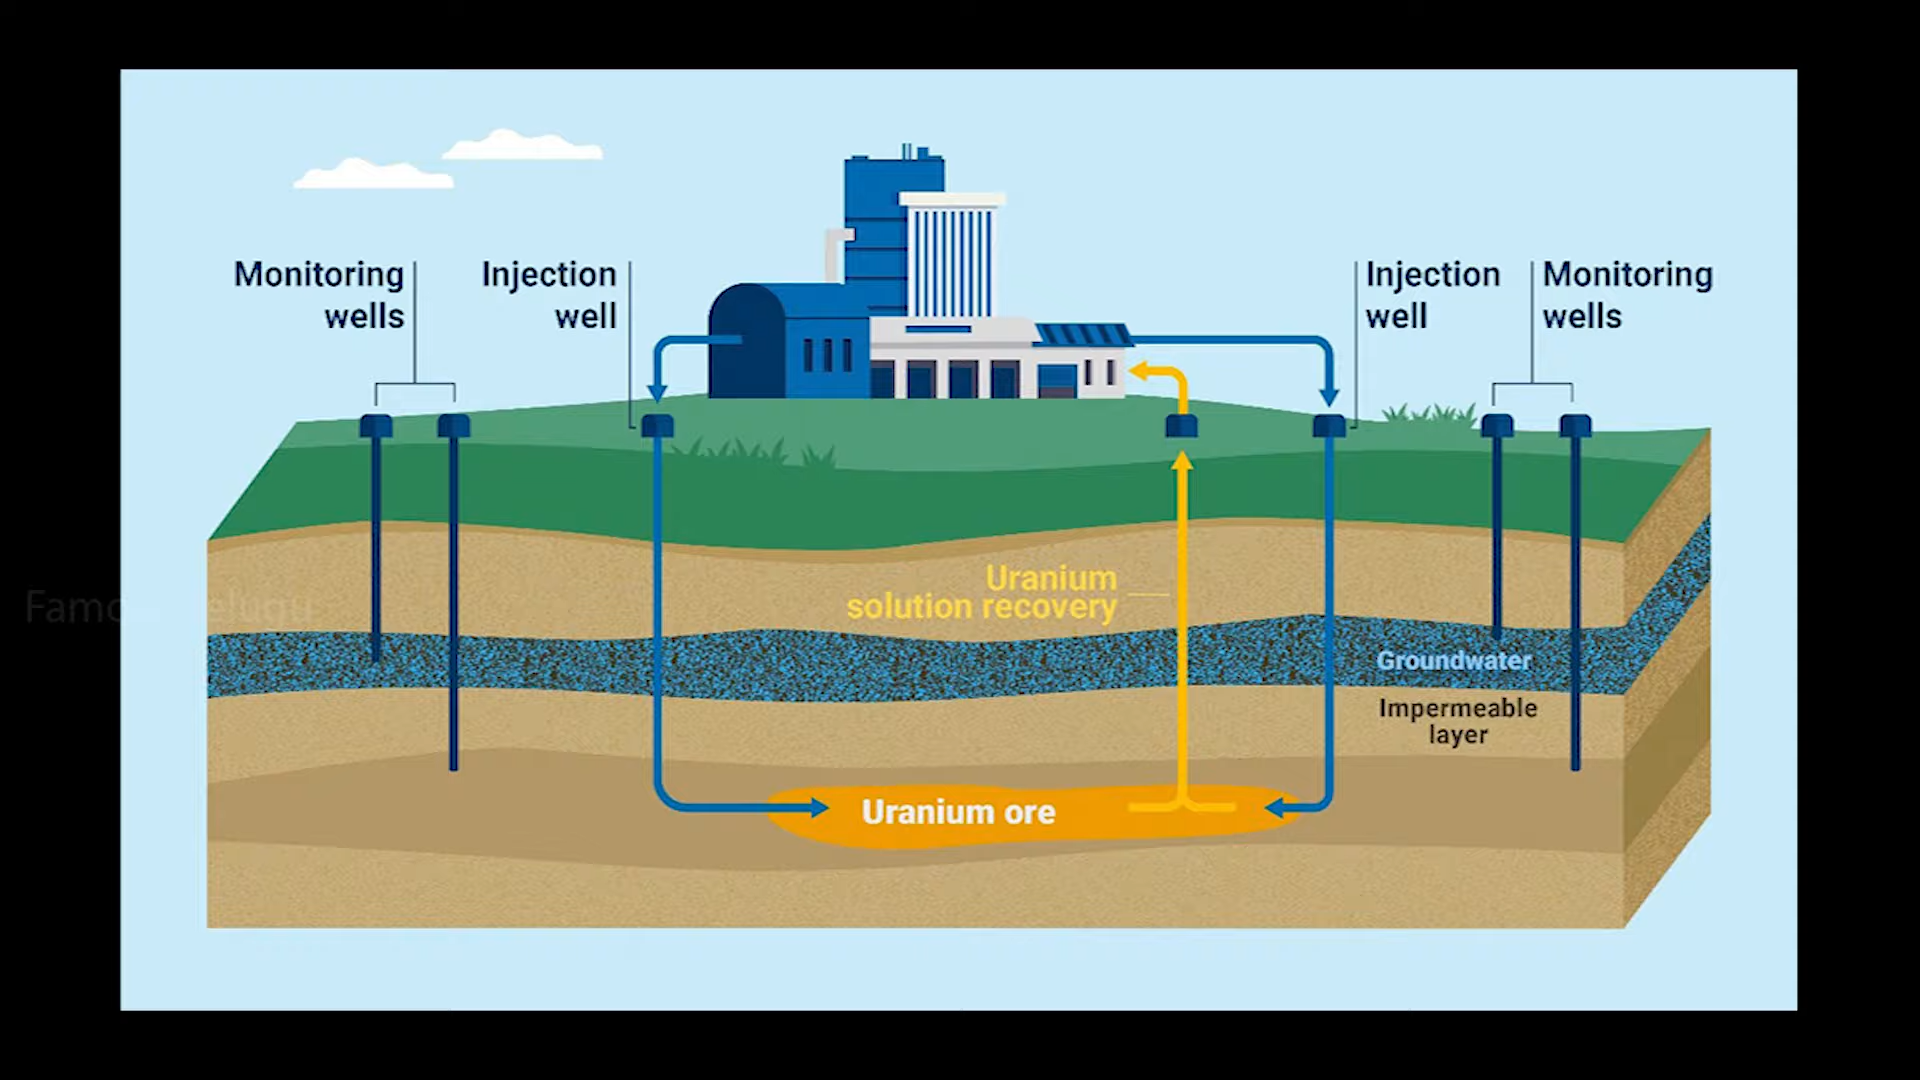 Monitoring
wells
Injection
well
Injection
well
Monitoring
wells
Uranium
solution recovery
Groundwater
Impermeable
layer
Uranium ore